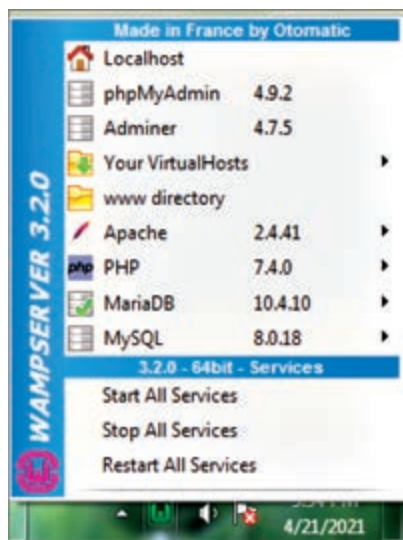 Made in France by Otomatic
Localhost
phpMyAdmin 4.9.2
Adminer 4.7.5
Your VirtualHosts
www directory
Apache 2.4.41
php PHP 7.4.0
MariaDB 10.4.10
MySQL 8.0.18
3.2.0 - 64bit - Services
Start All Services
Stop All Services
Restart All Services
WAMPSERVER 3.2.0
4/21/2021